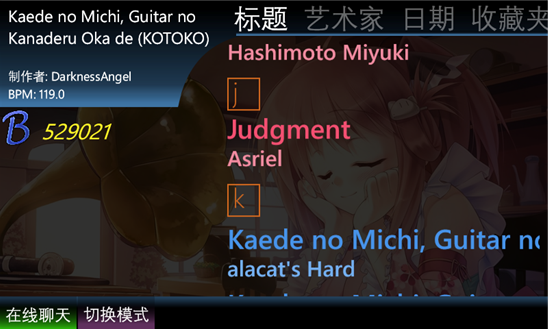 Kaede no Michi, Guitar no
Kanaderu Oka de (KOTOKO)
制作者: DarknessAngel
BPM: 119.0
B 529021
标题 艺术家 日期 收藏夹
Hashimoto Miyuki
j
Judgment
Asriel
k
Kaede no Michi, Guitar no
alacat's Hard
在线聊天 切换模式